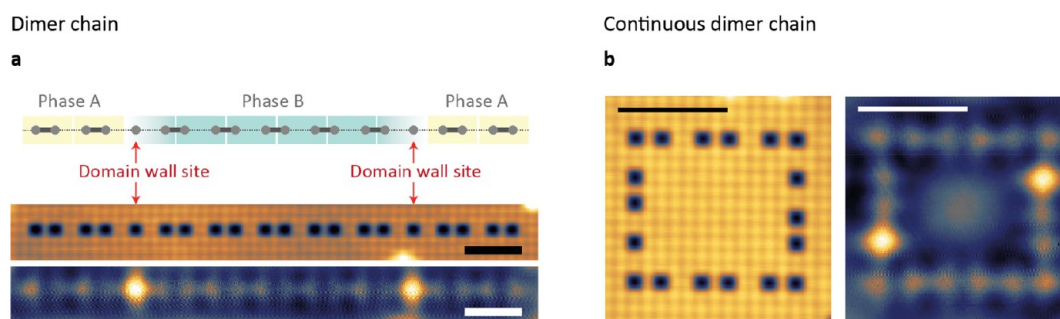 Dimer chain
Continuous dimer chain
a
b
Phase A
Phase B
Phase A
Domain wall site
Domain wall site